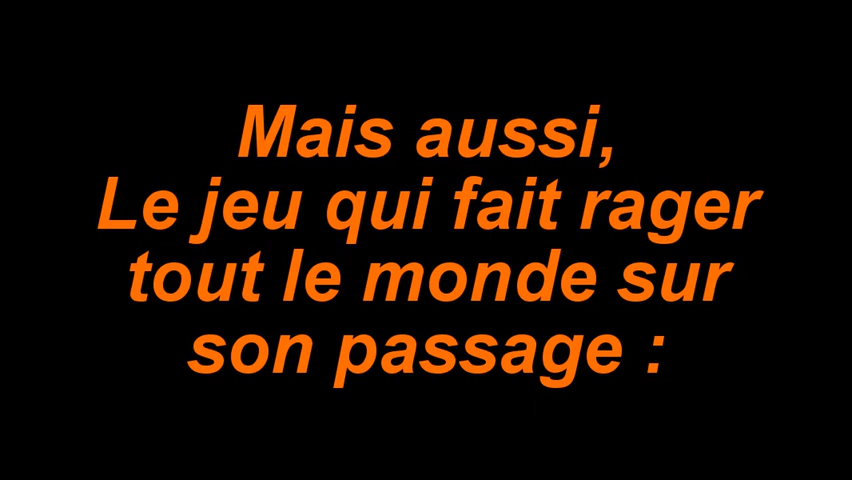 Mais aussi,
Le jeu qui fait rager
tout le monde sur
son passage :